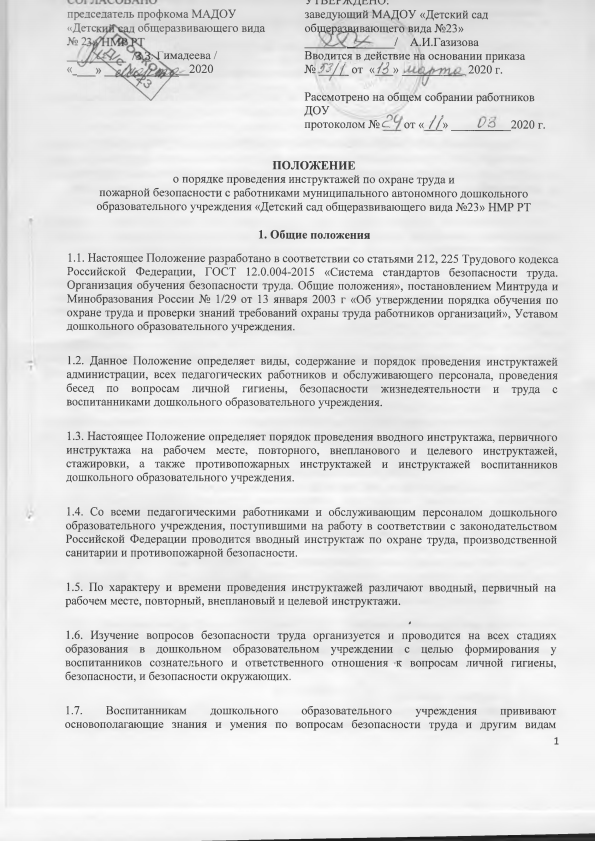 СОГЛАСОВАНО
председатель профкома МАДОУ
«Детский сад общеразвивающего вида
№ 23» НМР РТ
Гимадеева /
« » 2020
УТВЕРЖДЕНО:
заведующий МАДОУ «Детский сад
общеразвивающего вида №23»
/ А.И.Газизова
Вводится в действие на основании приказа
№ 53/1 от «13» марта 2020 г.
Рассмотрено на общем собрании работников
ДОУ
протоколом № 24 от «11» 03 2020 г.
ПОЛОЖЕНИЕ
о порядке проведения инструктажей по охране труда и
пожарной безопасности с работниками муниципального автономного дошкольного
образовательного учреждения «Детский сад общеразвивающего вида №23» НМР РТ
1. Общие положения
1.1. Настоящее Положение разработано в соответствии со статьями 212, 225 Трудового кодекса
Российской Федерации, ГОСТ 12.0.004-2015 «Система стандартов безопасности труда.
Организация обучения безопасности труда. Общие положения», постановлением Минтруда и
Минобразования России № 1/29 от 13 января 2003 г «Об утверждении порядка обучения по
охране труда и проверки знаний требований охраны труда работников организаций», Уставом
дошкольного образовательного учреждения.
1.2. Данное Положение определяет виды, содержание и порядок проведения инструктажей
администрации, всех педагогических работников и обслуживающего персонала, проведения
бесед по вопросам личной гигиены, безопасности жизнедеятельности и труда с
воспитанниками дошкольного образовательного учреждения.
1.3. Настоящее Положение определяет порядок проведения вводного инструктажа, первичного
инструктажа на рабочем месте, повторного, внепланового и целевого инструктажей,
стажировки, а также противопожарных инструктажей и инструктажей воспитанников
дошкольного образовательного учреждения.
1.4. Со всеми педагогическими работниками и обслуживающим персоналом дошкольного
образовательного учреждения, поступившими на работу в соответствии с законодательством
Российской Федерации проводится вводный инструктаж по охране труда, производственной
санитарии и противопожарной безопасности.
1.5. По характеру и времени проведения инструктажей различают вводный, первичный на
рабочем месте, повторный, внеплановый и целевой инструктажи.
1.6. Изучение вопросов безопасности труда организуется и проводится на всех стадиях
образования в дошкольном образовательном учреждении с целью формирования у
воспитанников сознательного и ответственного отношения к вопросам личной гигиены,
безопасности, и безопасности окружающих.
1.7. Воспитанникам дошкольного образовательного учреждения прививают
основополагающие знания и умения по вопросам безопасности труда и другим видам
1